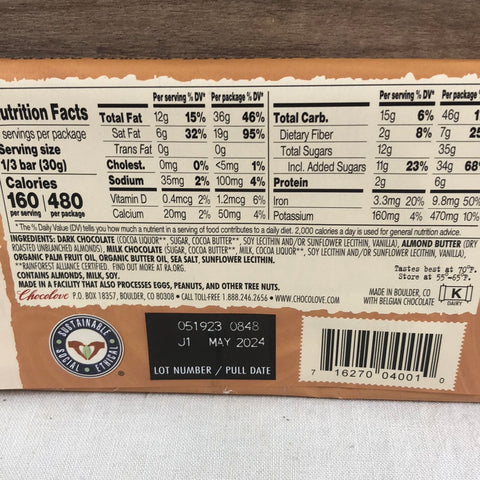 Nutrition Facts
servings per package
Serving size
1/3 bar (30g)
Calories
160 480
per serving per package
Per serving % DV* Per package % DV*
Total Fat 12g 15% 36g 46%
Sat Fat 6g 32% 19g 95%
Trans Fat 0g 0g
Cholest. 0mg 0% <5mg 1%
Sodium 35mg 2% 100mg 4%
Vitamin D 0.4mcg 2% 1.2mcg 6%
Calcium 20mg 2% 50mg 4%
Per serving % DV* Per package %
Total Carb. 15g 6% 46g
Dietary Fiber 2g 8% 7g
Total Sugars 12g 35g
Incl. Added Sugars 11g 23% 34g 68%
Protein 2g 6g
Iron 3.3mg 20% 9.8mg 50%
Potassium 160mg 4% 470mg 10%
* The % Daily Value (DV) tells you how much a nutrient in a serving of food contributes to a daily diet. 2,000 calories a day is used for general nutrition advice.
INGREDIENTS: DARK CHOCOLATE (COCOA LIQUOR**, SUGAR, COCOA BUTTER**, SOY LECITHIN AND/OR SUNFLOWER LECITHIN, VANILLA), ALMOND BUTTER (DRY
ROASTED UNBLANCHED ALMONDS), MILK CHOCOLATE (SUGAR, COCOA BUTTER**, MILK, COCOA LIQUOR**, SOY LECITHIN AND/OR SUNFLOWER LECITHIN, VANILLA),
ORGANIC PALM FRUIT OIL, ORGANIC BUTTER OIL, SEA SALT, SUNFLOWER LECITHIN.
**RAINFOREST ALLIANCE CERTIFIED. FIND OUT MORE AT RA.ORG.
CONTAINS ALMONDS, MILK, SOY.
MADE IN A FACILITY THAT ALSO PROCESSES EGGS, PEANUTS, AND OTHER TREE NUTS.
Chocolove P.O. BOX 18357, BOULDER, CO 80308 • CALL TOLL-FREE 1.888.246.2656 • WWW.CHOCOLOVE.COM
Tastes best at 70°F.
Store at 55°-65°F.
MADE IN BOULDER, CO
WITH BELGIAN CHOCOLATE
K
DAIRY
SUSTAINABLE
SOCIAL ETHICAL
®
051923 0848
J1 MAY 2024
LOT NUMBER / PULL DATE
7 16270 04001 0